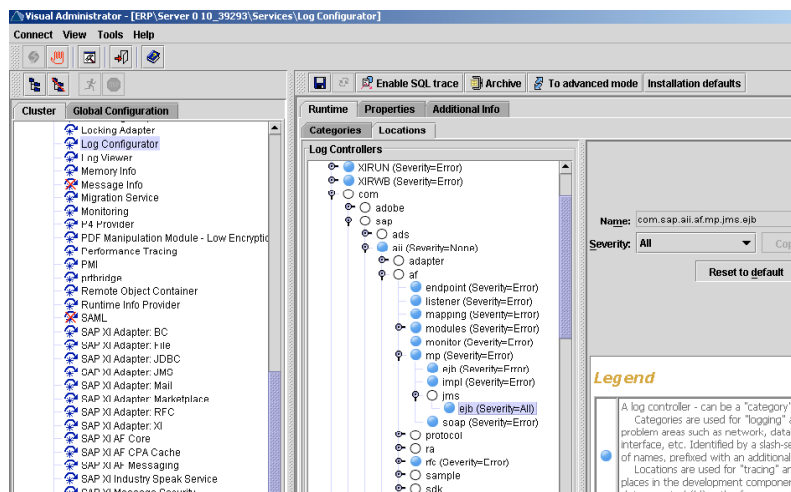 Visual Administrator - [ERP\Server 0 10_39293\Services\Log Configurator]
Connect View Tools Help
Enable SQL trace Archive To advanced mode Installation defaults
Cluster Global Configuration
Locking Adapter
Log Configurator
Log Viewer
Memory Info
Message Info
Migration Service
Monitoring
P4 Provider
PDF Manipulation Module - Low Encryptic
Performance Tracing
PMI
prtbridge
Remote Object Container
Runtime Info Provider
SAML
SAP XI Adapter: BC
SAP XI Adapter: File
SAP XI Adapter: JDBC
SAP XI Adapter: JMS
SAP XI Adapter: Mail
SAP XI Adapter: Marketplace
SAP XI Adapter: RFC
SAP XI Adapter: XI
SAP XI AF Core
SAP XI AF CPA Cache
SAP XI AF Messaging
SAP XI Industry Speak Service
SAP XI Message Security
Runtime Properties Additional Info
Categories Locations
Log Controllers
XIRUN (Severity=Error)
XIRWB (Severity=Error)
com
adobe
sap
ads
aii (Severity=None)
adapter
af
endpoint (Severity=Error)
listener (Severity=Error)
mapping (Severity=Error)
modules (Severity=Error)
monitor (Severity=Error)
mp (Severity=Error)
ejb (Severity=Error)
impl (Severity=Error)
jms
ejb (Severity=All)
soap (Severity=Error)
protocol
ra
rfc (Severity=Error)
sample
sdk
Name: com.sap.aii.af.mp.jms.ejb
Severity: All Cop
Reset to default
Legend
A log controller - can be a "category"
Categories are used for "logging" a
problem areas such as network, data
interface, etc. Identified by a slash-se
of names, prefixed with an additional
Locations are used for "tracing" an
places in the development compone